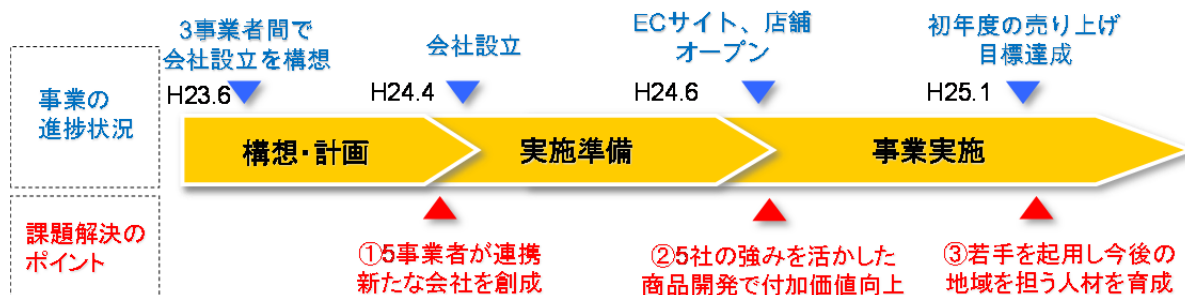 3事業者間で
会社設立を構想
会社設立
ECサイト、店舗
オープン
初年度の売り上げ
目標達成
事業の
進捗状況
H23.6
H24.4
H24.6
H25.1
構想・計画
実施準備
事業実施
課題解決の
ポイント
①5事業者が連携
新たな会社を創成
②5社の強みを活かした
商品開発で付加価値向上
③若手を起用し今後の
地域を担う人材を育成